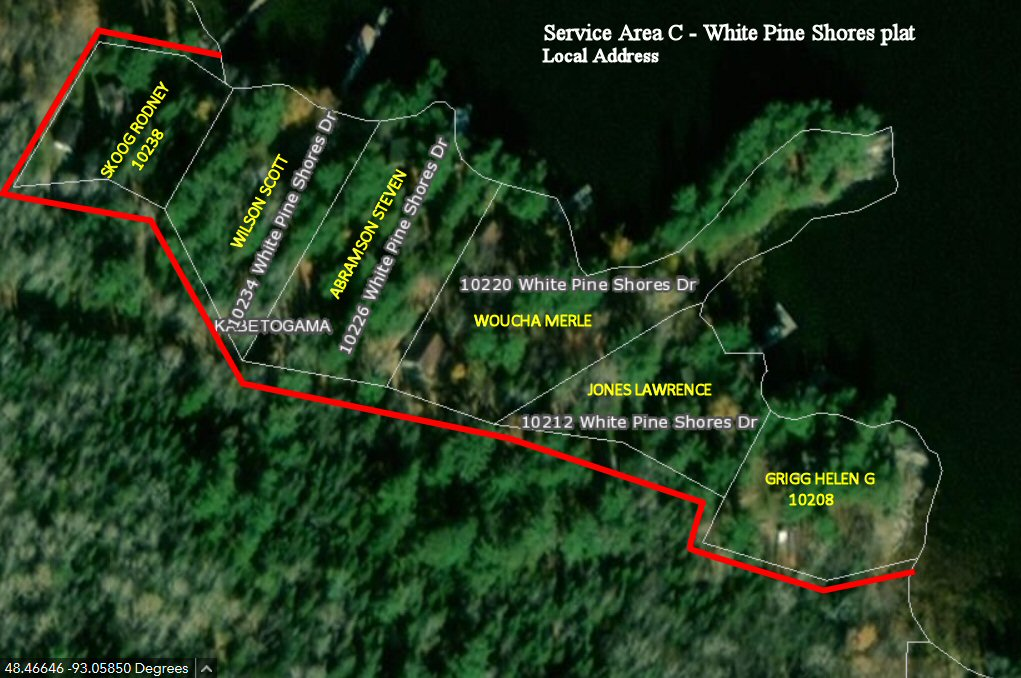 Service Area C - White Pine Shores plat
Local Address
SKOOG RODNEY
10238
WILSON SCOTT
10234 White Pine Shores Dr
ABRAMSON STEVEN
10226 White Pine Shores Dr
10220 White Pine Shores Dr
WOUCHA MERLE
KABETOGAMA
JONES LAWRENCE
10212 White Pine Shores Dr
GRIGG HELEN G
10208
48.46646 -93.05850 Degrees